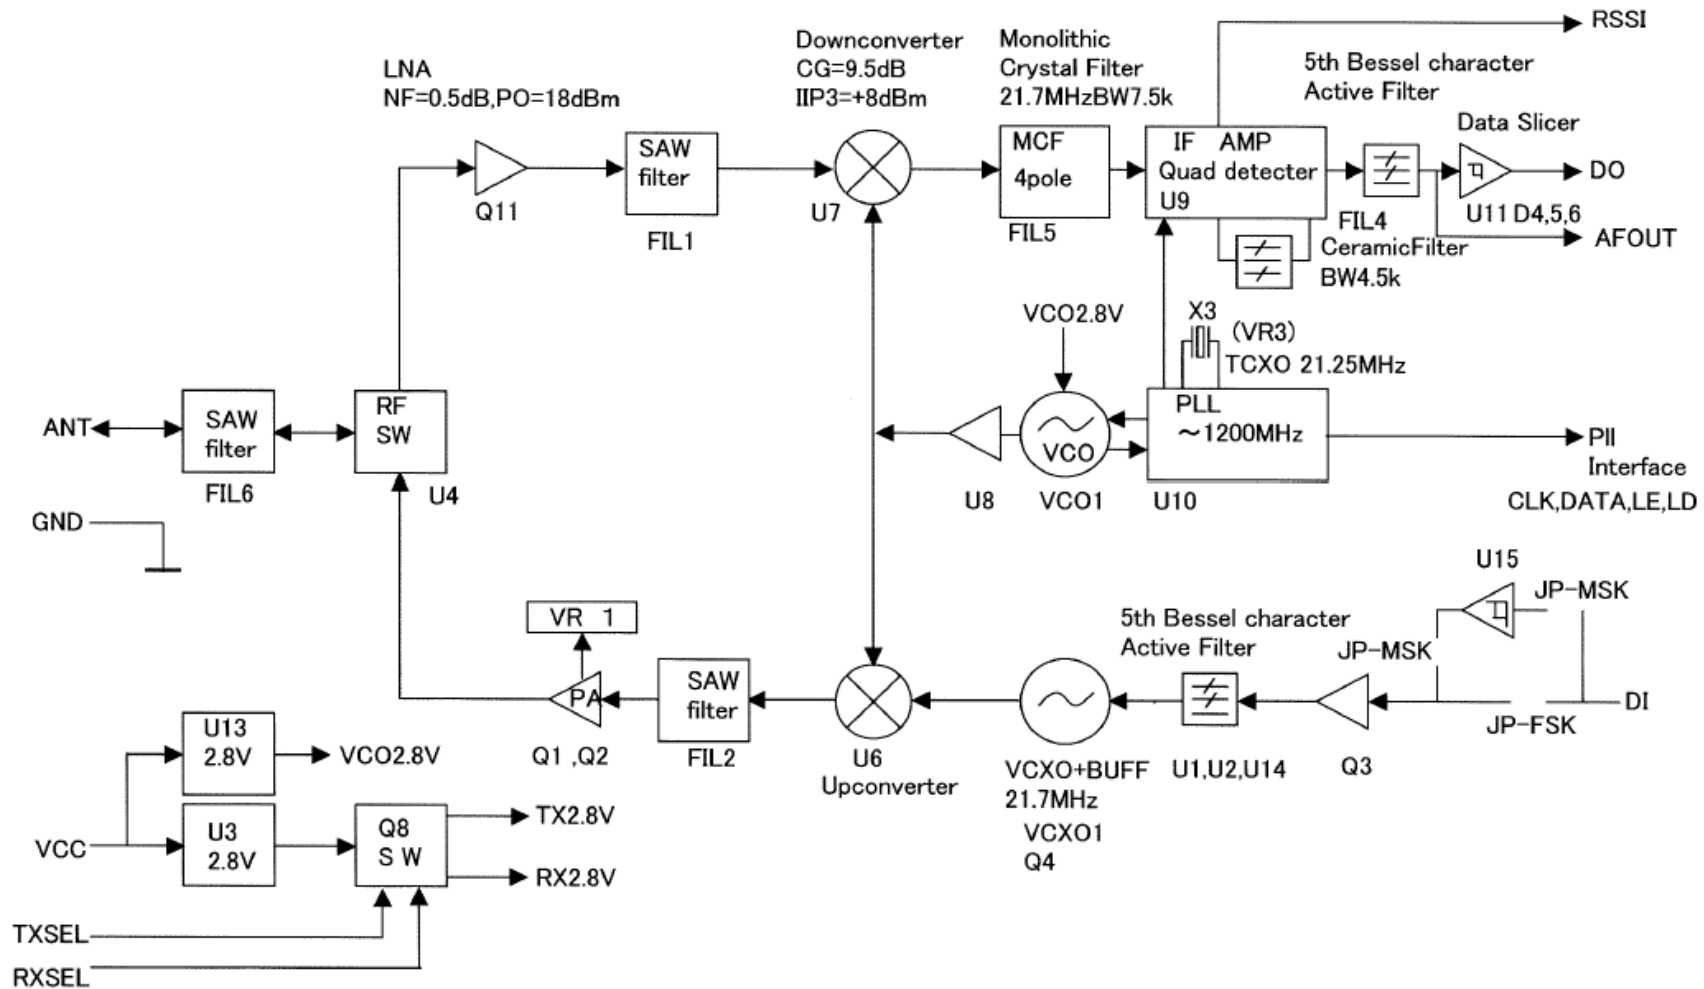 RSSI
Downconverter
CG=9.5dB
IIP3=+8dBm
Monolithic
Crystal Filter
21.7MHzBW7.5k
5th Bessel character
Active Filter
LNA
NF=0.5dB,PO=18dBm
Data Slicer
SAW
filter
MCF
4pole
IF AMP
Quad detecter
U9
DO
Q11
U7
U11 D4,5,6
FIL1
FIL5
FIL4
AFOUT
CeramicFilter
BW4.5k
VCO2.8V
X3
(VR3)
TCXO 21.25MHz
ANT
SAW
filter
RF
SW
VCO
PLL
~1200MHz
PII
Interface
CLK,DATA,LE,LD
FIL6
U4
U8
VCO1
U10
GND
U15
JP-MSK
VR 1
5th Bessel character
Active Filter
JP-MSK
PA
SAW
filter
DI
JP-FSK
Q1 ,Q2
FIL2
U6
Upconverter
VCXO+BUFF
21.7MHz
VCXO1
Q4
U1,U2,U14
Q3
U13
2.8V
VCO2.8V
VCC
U3
2.8V
Q8
S W
TX2.8V
RX2.8V
TXSEL
RXSEL